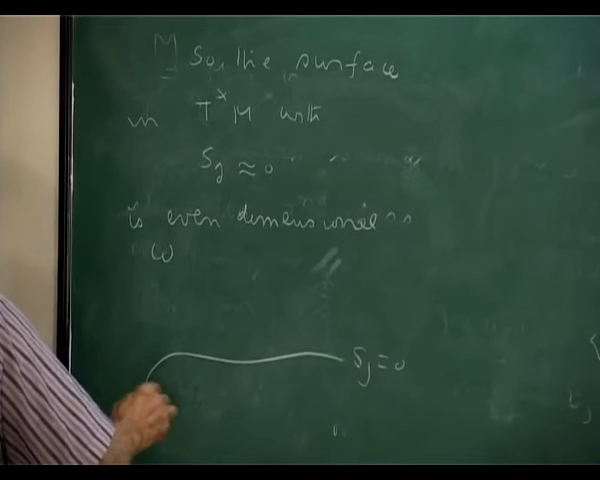 So, the surface
in T*M with
S_j ≈ 0
is even dimensional
ω
S_j = 0